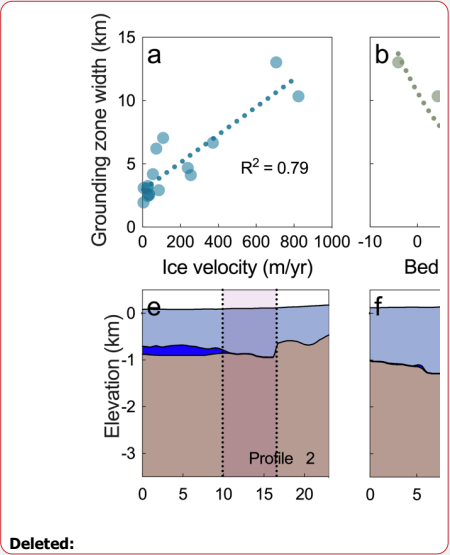 15
a
b
Grounding zone width (km)
10
5
R² = 0.79
0
0 200 400 600 800 1000
-10 0
Ice velocity (m/yr)
Bed
e
f
0
Elevation (km)
-1
-2
-3
Profile 2
0 5 10 15 20
0 5
Deleted: